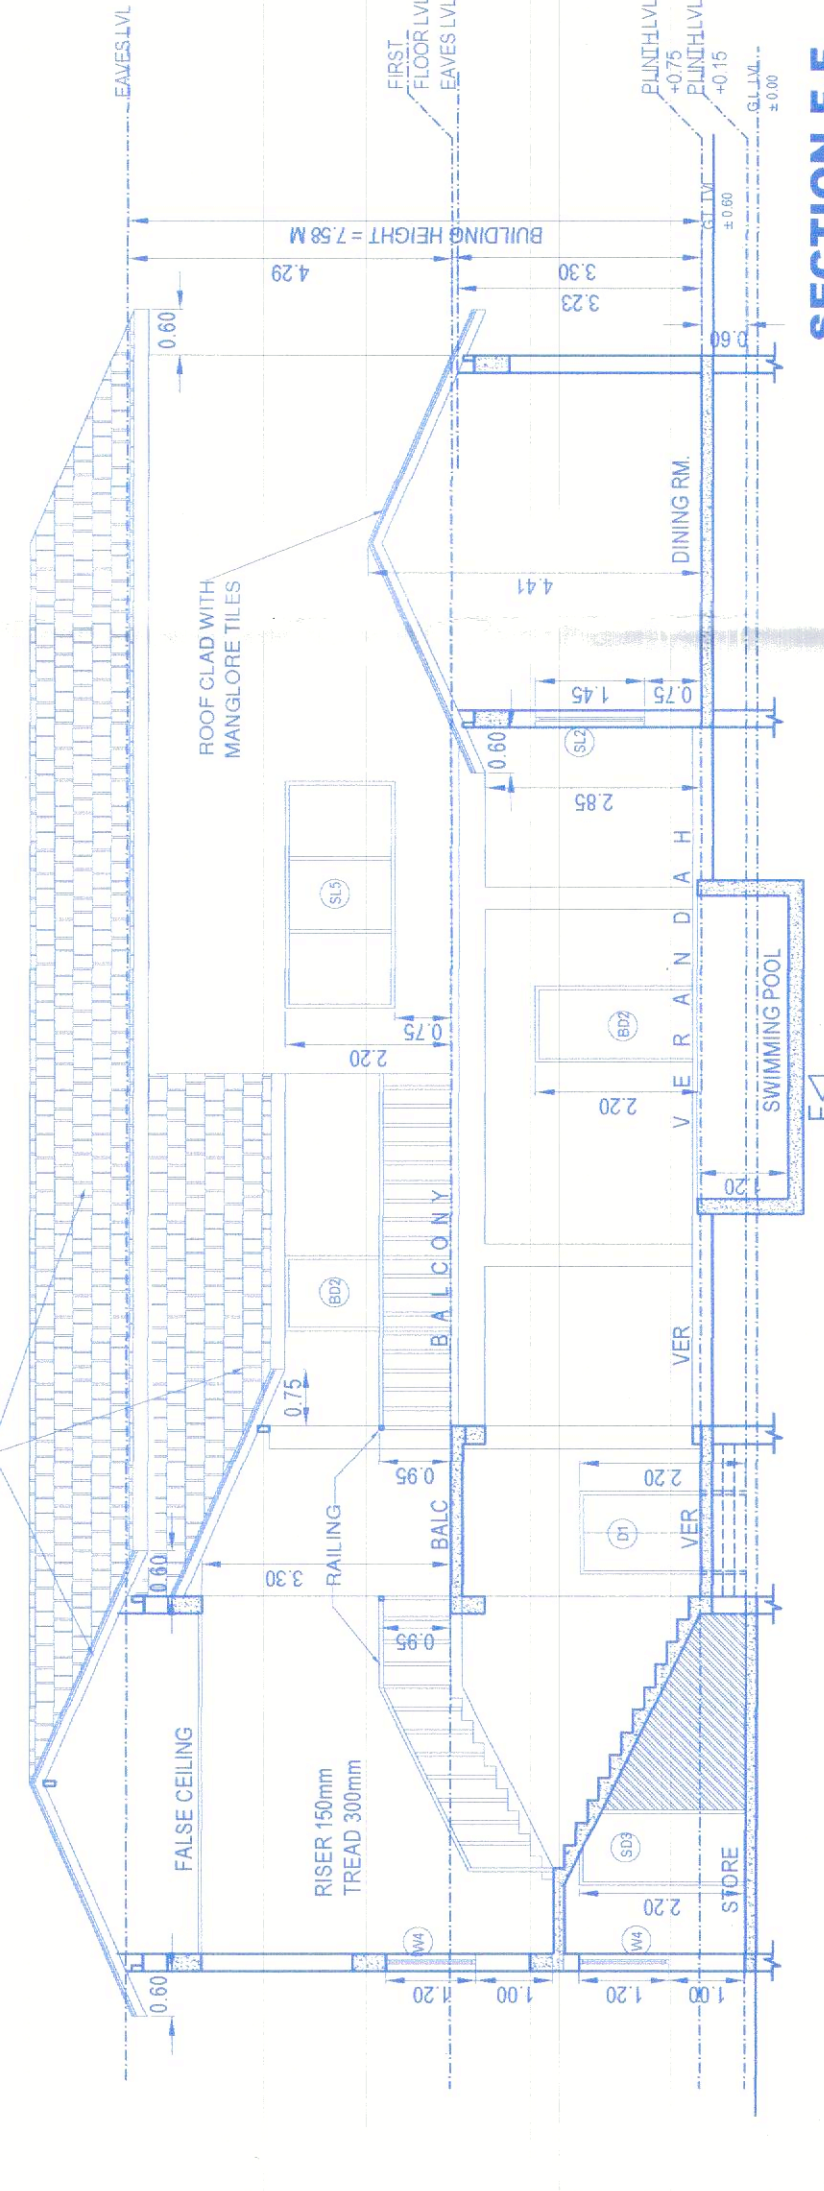 EAVES LVL
FIRST
FLOOR LVL
EAVES LVL
PLINTH LVL
+0.75
PLINTH LVL
+0.15
G.L LVL
± 0.00
G.L LVL
± 0.60
SECTION
BUILDING HEIGHT = 7.58 M
4.29
3.30
3.23
0.60
0.60
ROOF CLAD WITH
MANGLORE TILES
4.41
DINING RM.
1.45
0.75
SL2
0.60
2.85
SL5
2.20
0.75
BD2
2.20
VERANDAH
SWIMMING POOL
1.20
BD2
BALCONY
0.75
VER
0.95
BALC
2.20
D1
VER
0.60
3.30
RAILING
0.95
FALSE CEILING
RISER 150mm
TREAD 300mm
SD3
2.20
STORE
W4
W4
0.60
1.20
1.00
1.20
1.00